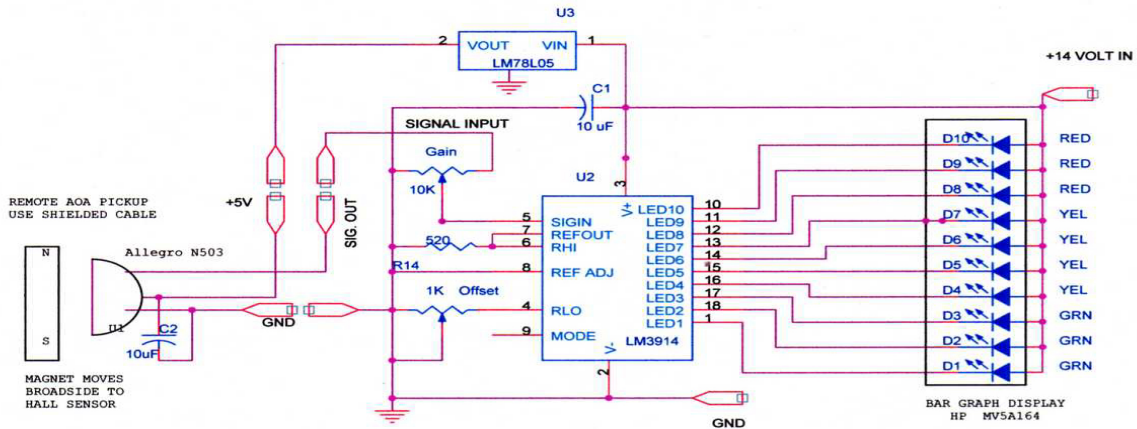 U3
2 VOUT VIN 1
LM78L05
+14 VOLT IN
C1
10 uF
SIGNAL INPUT
Gain
10K
U2
3
V+
REMOTE AOA PICKUP
USE SHIELDED CABLE
+5V
SIG. OUT
Allegro N503
N
S
U1
C2
10uF
GND
MAGNET MOVES
BROADSIDE TO
HALL SENSOR
5 SIGIN
7 REFOUT
6 RHI
520
R14
8 REF ADJ
1K Offset
4 RLO
9 MODE
LM3914
V-
2
GND
LED10 10
LED9 11
LED8 12
LED7 13
LED6 14
LED5 15
LED4 16
LED3 17
LED2 18
LED1 1
D10 RED
D9 RED
D8 RED
D7 YEL
D6 YEL
D5 YEL
D4 YEL
D3 GRN
D2 GRN
D1 GRN
BAR GRAPH DISPLAY
HP MV5A164